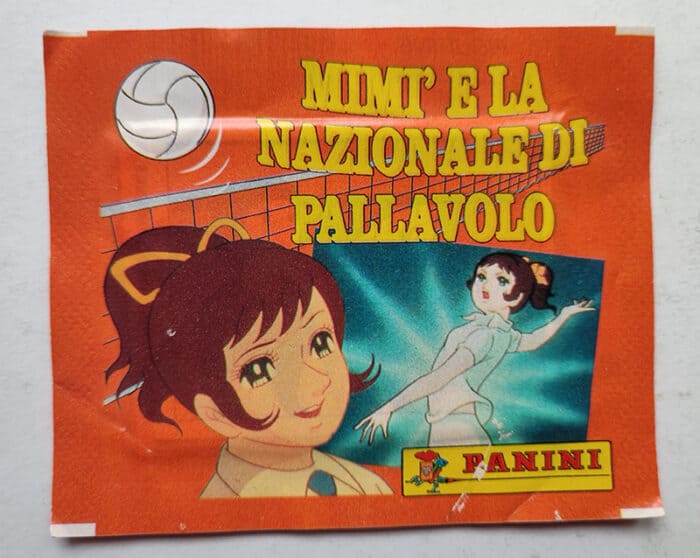 MIMI' E LA
NAZIONALE DI
PALLAVOLO
PANINI